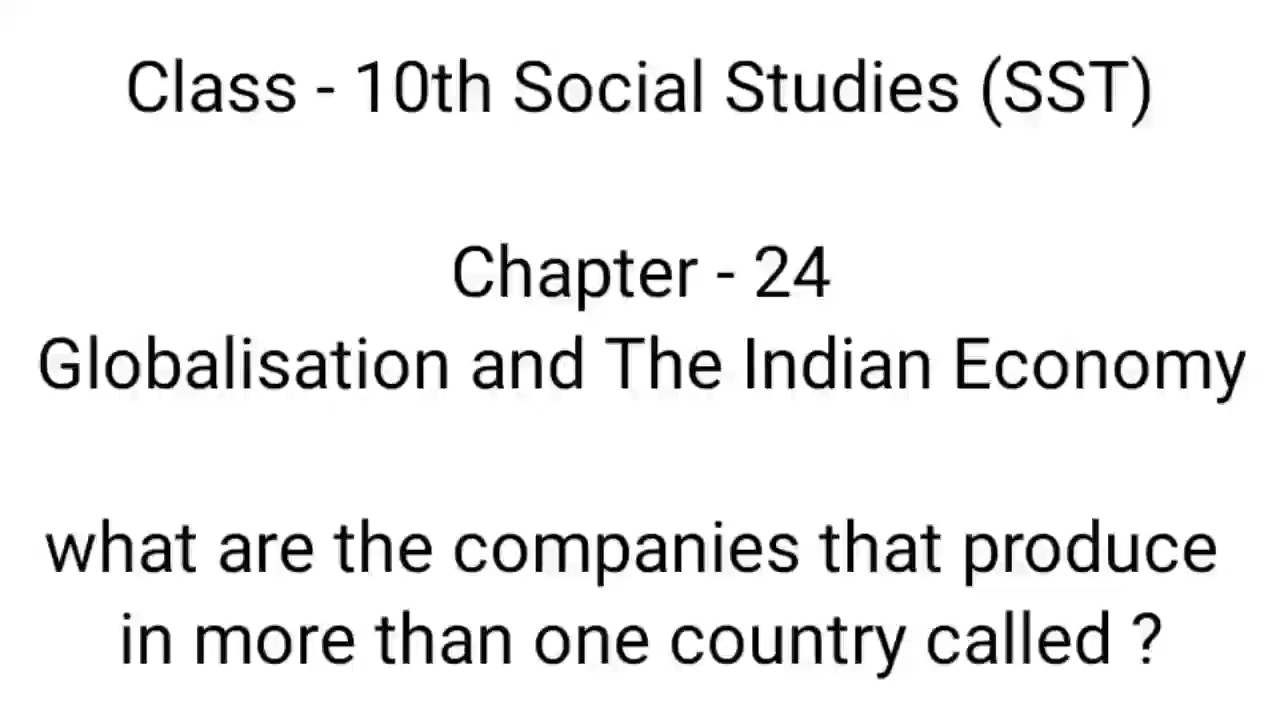 Class - 10th Social Studies (SST)
Chapter - 24
Globalisation and The Indian Economy
what are the companies that produce
in more than one country called ?